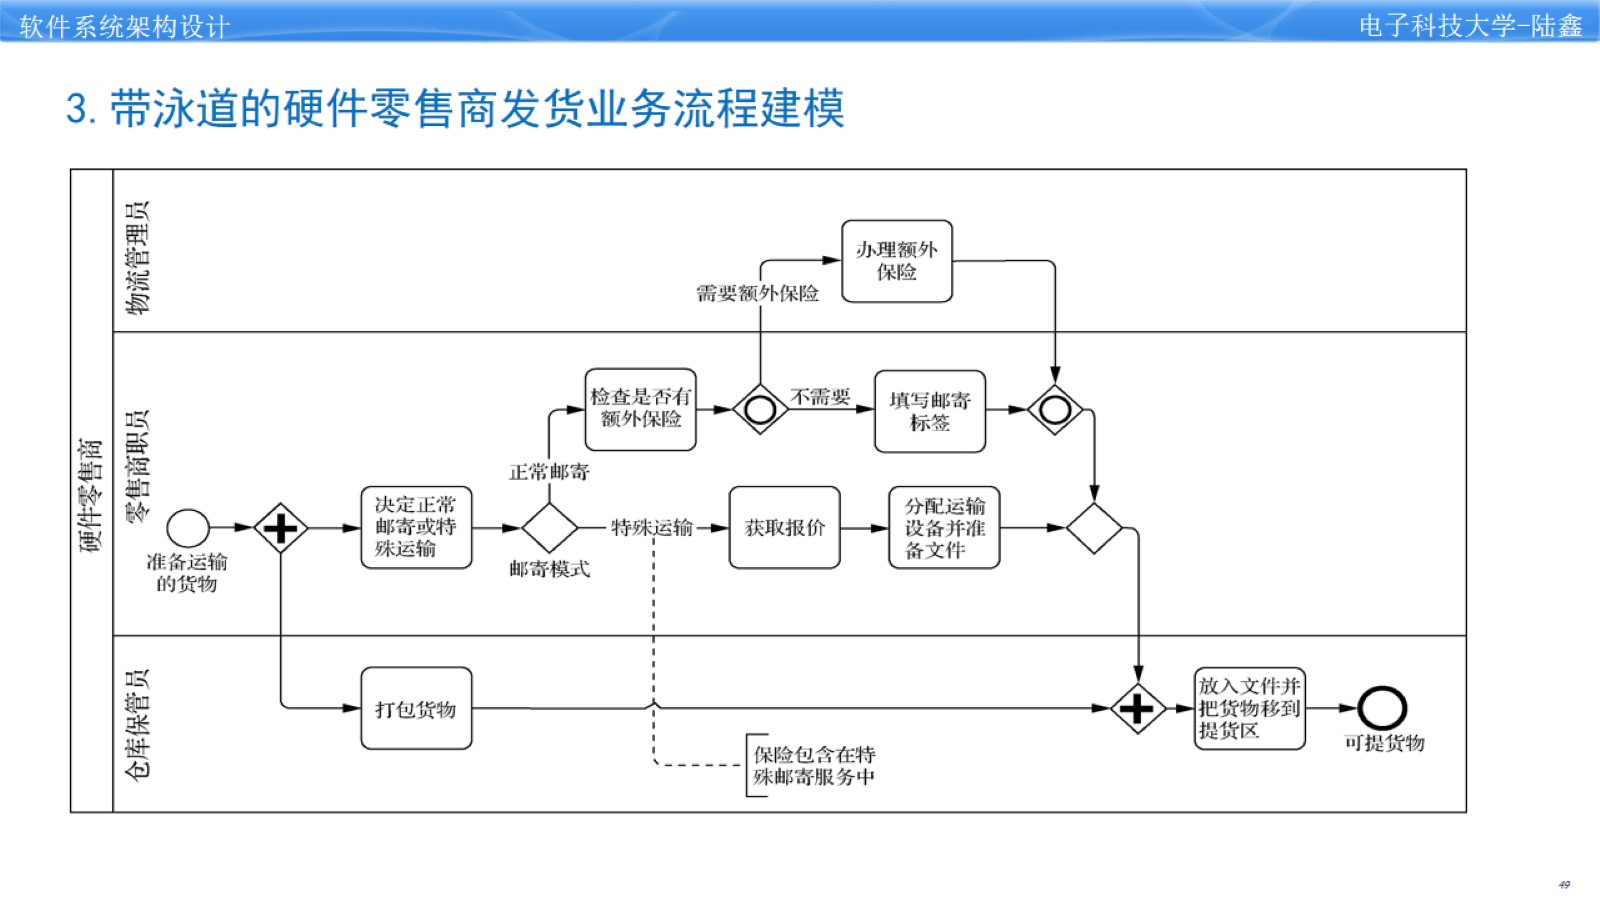 软件系统架构设计
电子科技大学-陆鑫
3. 带泳道的硬件零售商发货业务流程建模
硬件零售商
物流管理员
办理额外
保险
需要额外保险
零售商职员
检查是否有
额外保险
不需要
填写邮寄
标签
正常邮寄
准备运输
的货物
决定正常
邮寄或特
殊运输
邮寄模式
特殊运输
获取报价
分配运输
设备并准
备文件
仓库保管员
打包货物
保险包含在特
殊邮寄服务中
放入文件并
把货物移到
提货区
可提货物
49